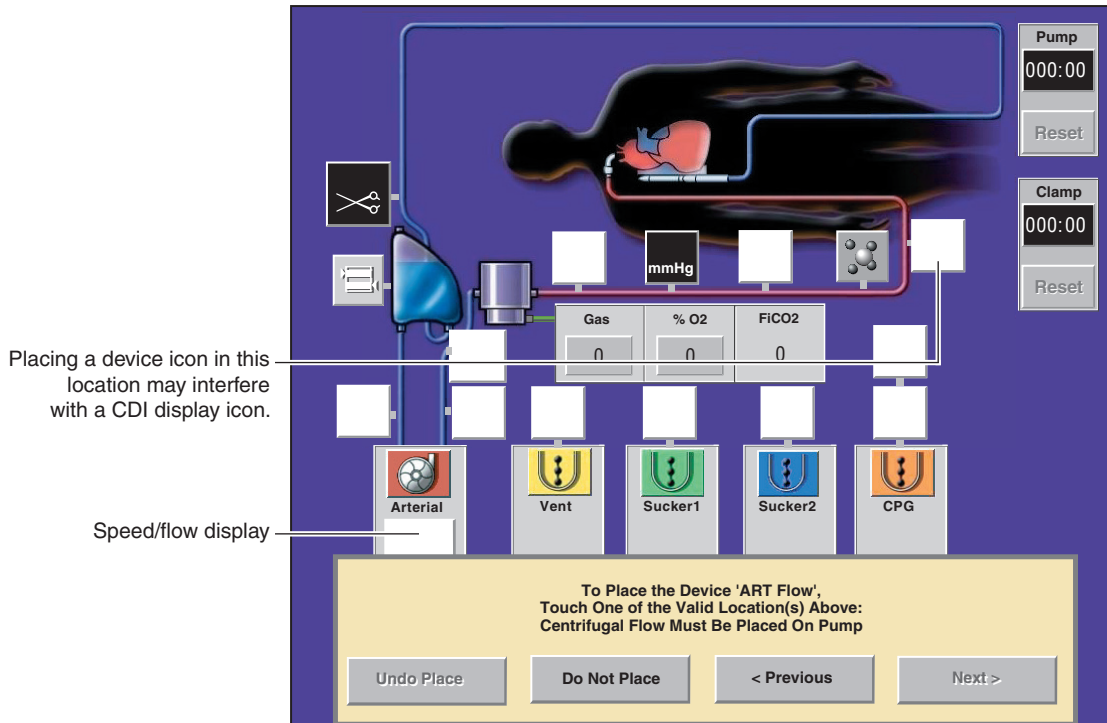 Pump
000:00
Reset
Clamp
000:00
Reset
mmHg
Gas
% O2
FiCO2
0
0
0
Placing a device icon in this
location may interfere
with a CDI display icon.
Arterial
Vent
Sucker1
Sucker2
CPG
Speed/flow display
To Place the Device 'ART Flow',
Touch One of the Valid Location(s) Above:
Centrifugal Flow Must Be Placed On Pump
Undo Place
Do Not Place
< Previous
Next >